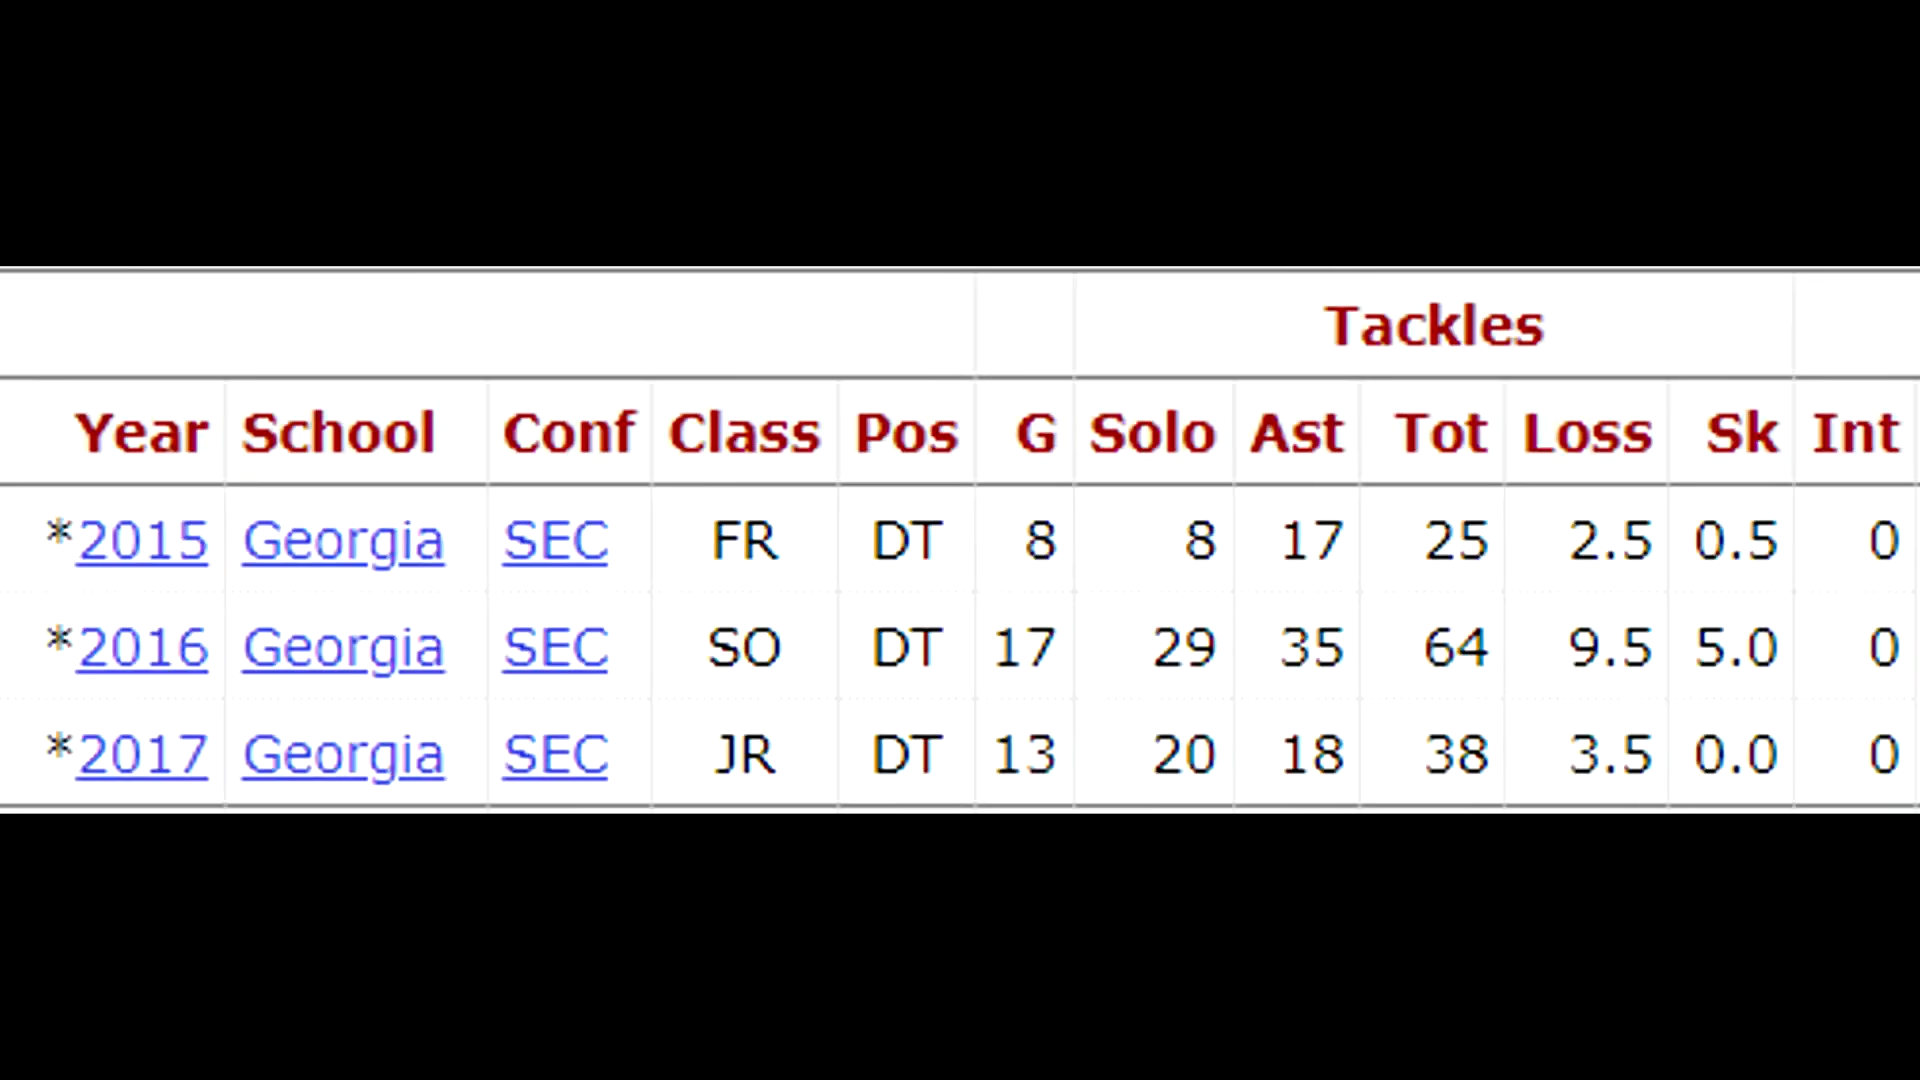 Tackles
Year School Conf Class Pos G Solo Ast Tot Loss Sk Int
*2015 Georgia SEC FR DT 8 8 17 25 2.5 0.5 0
*2016 Georgia SEC SO DT 17 29 35 64 9.5 5.0 0
*2017 Georgia SEC JR DT 13 20 18 38 3.5 0.0 0